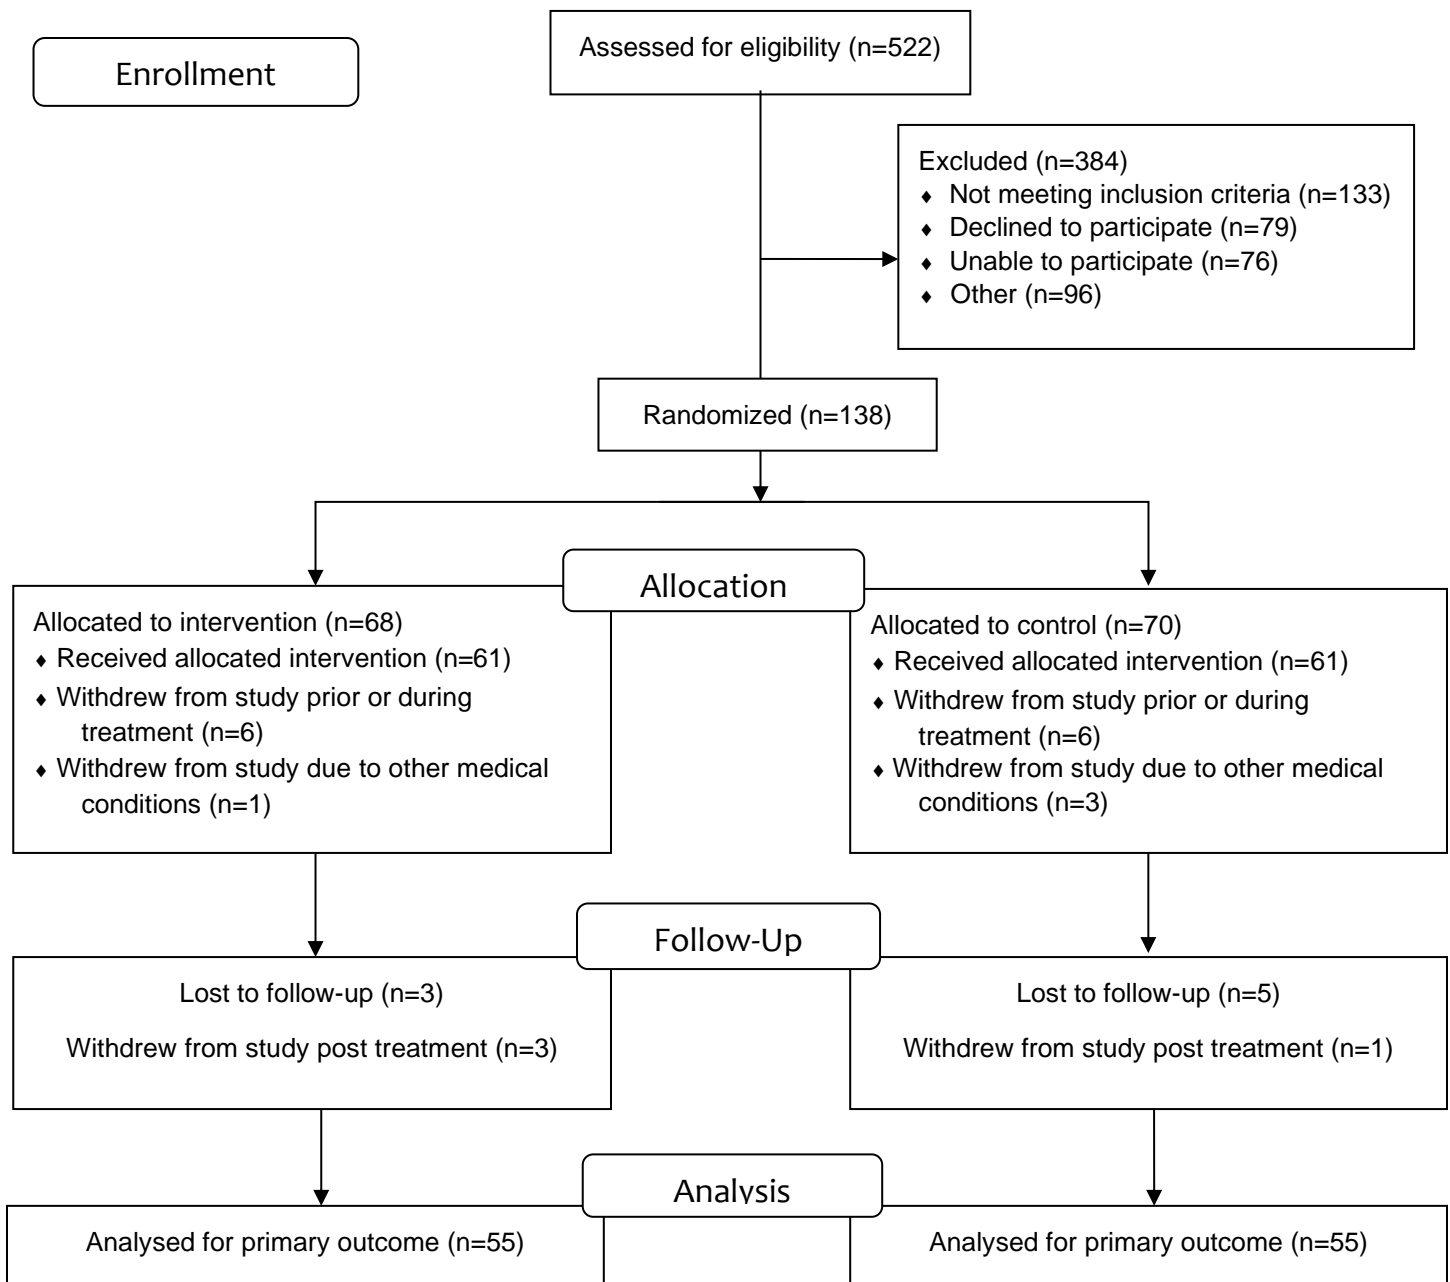 Enrollment
Assessed for eligibility (n=522)
Excluded (n=384)
♦ Not meeting inclusion criteria (n=133)
♦ Declined to participate (n=79)
♦ Unable to participate (n=76)
♦ Other (n=96)
Randomized (n=138)
Allocation
Allocated to intervention (n=68)
♦ Received allocated intervention (n=61)
♦ Withdrew from study prior or during
treatment (n=6)
♦ Withdrew from study due to other medical
conditions (n=1)
Allocated to control (n=70)
♦ Received allocated intervention (n=61)
♦ Withdrew from study prior or during
treatment (n=6)
♦ Withdrew from study due to other medical
conditions (n=3)
Follow-Up
Lost to follow-up (n=3)
Withdrew from study post treatment (n=3)
Lost to follow-up (n=5)
Withdrew from study post treatment (n=1)
Analysis
Analysed for primary outcome (n=55)
Analysed for primary outcome (n=55)